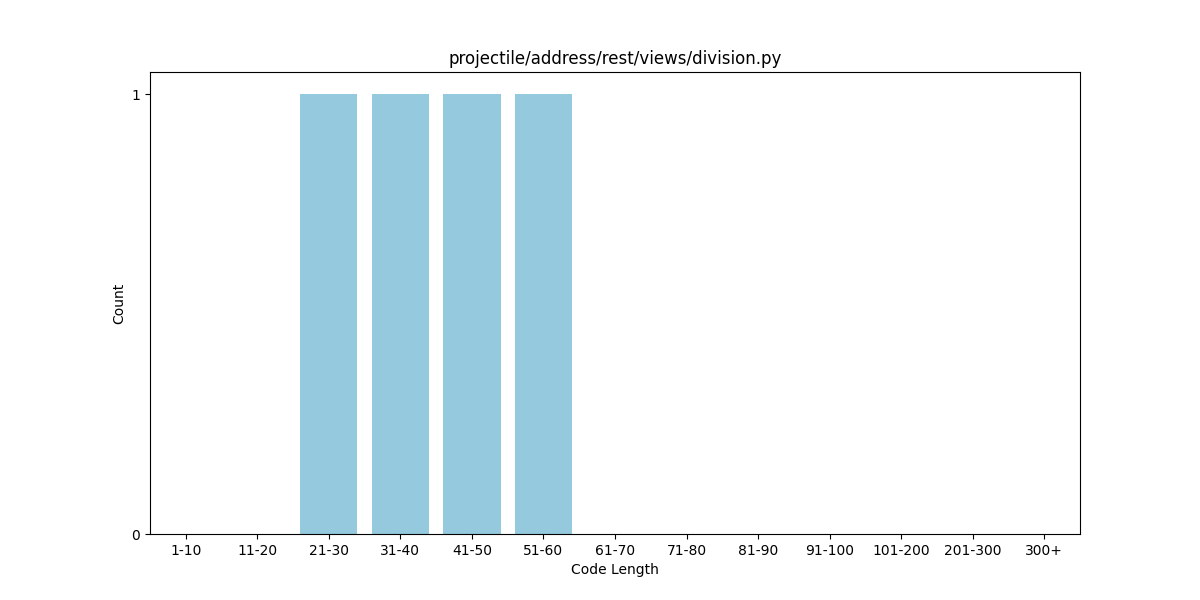 projectile/address/rest/views/division.py
1
Count
0
1-10 11-20 21-30 31-40 41-50 51-60 61-70 71-80 81-90 91-100 101-200 201-300 300+
Code Length